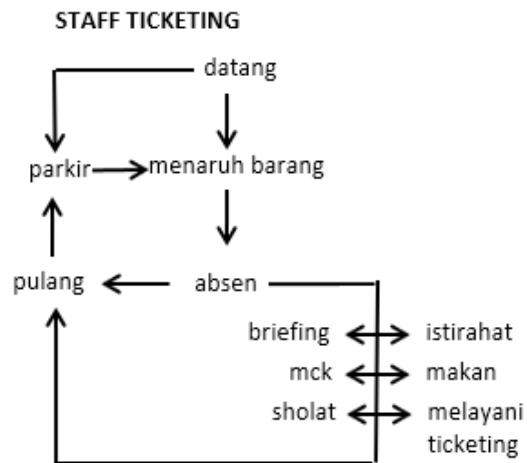 STAFF TICKETING
datang
parkir
menaruh barang
pulang
absen
briefing
istirahat
mck
makan
sholat
melayani
ticketing